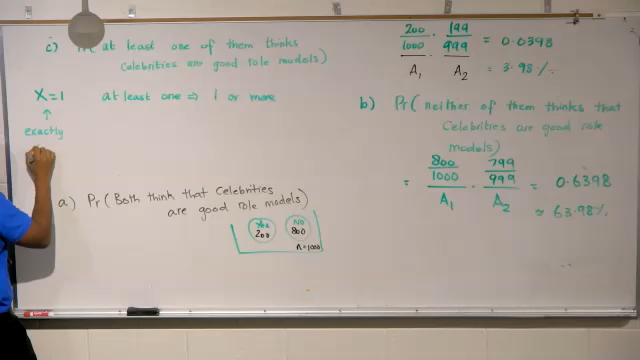 c) at least one of them thinks
celebrities are good role models)
X = 1 at least one ⇒ 1 or more
↑
exactly
a) Pr (Both think that celebrities
are good role models)
Yes No
200 800
n=1000
200/1000 · 199/999 = 0.0398
A₁ A₂ ≈ 3.98 %
b) Pr( neither of them thinks that
Celebrities are good role
models)
= 800/1000 · 799/999 = 0.6398
A₁ A₂ ≈ 63.98 %